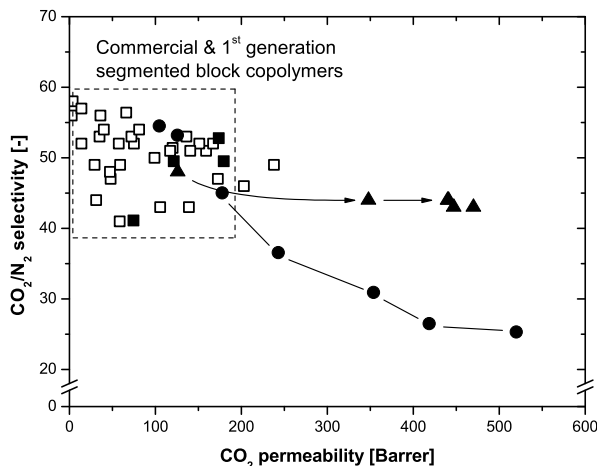 70
60
50
40
30
20
0
CO₂/N₂ selectivity [-]
Commercial & 1ˢᵗ generation
segmented block copolymers
0 100 200 300 400 500 600
CO₂ permeability [Barrer]